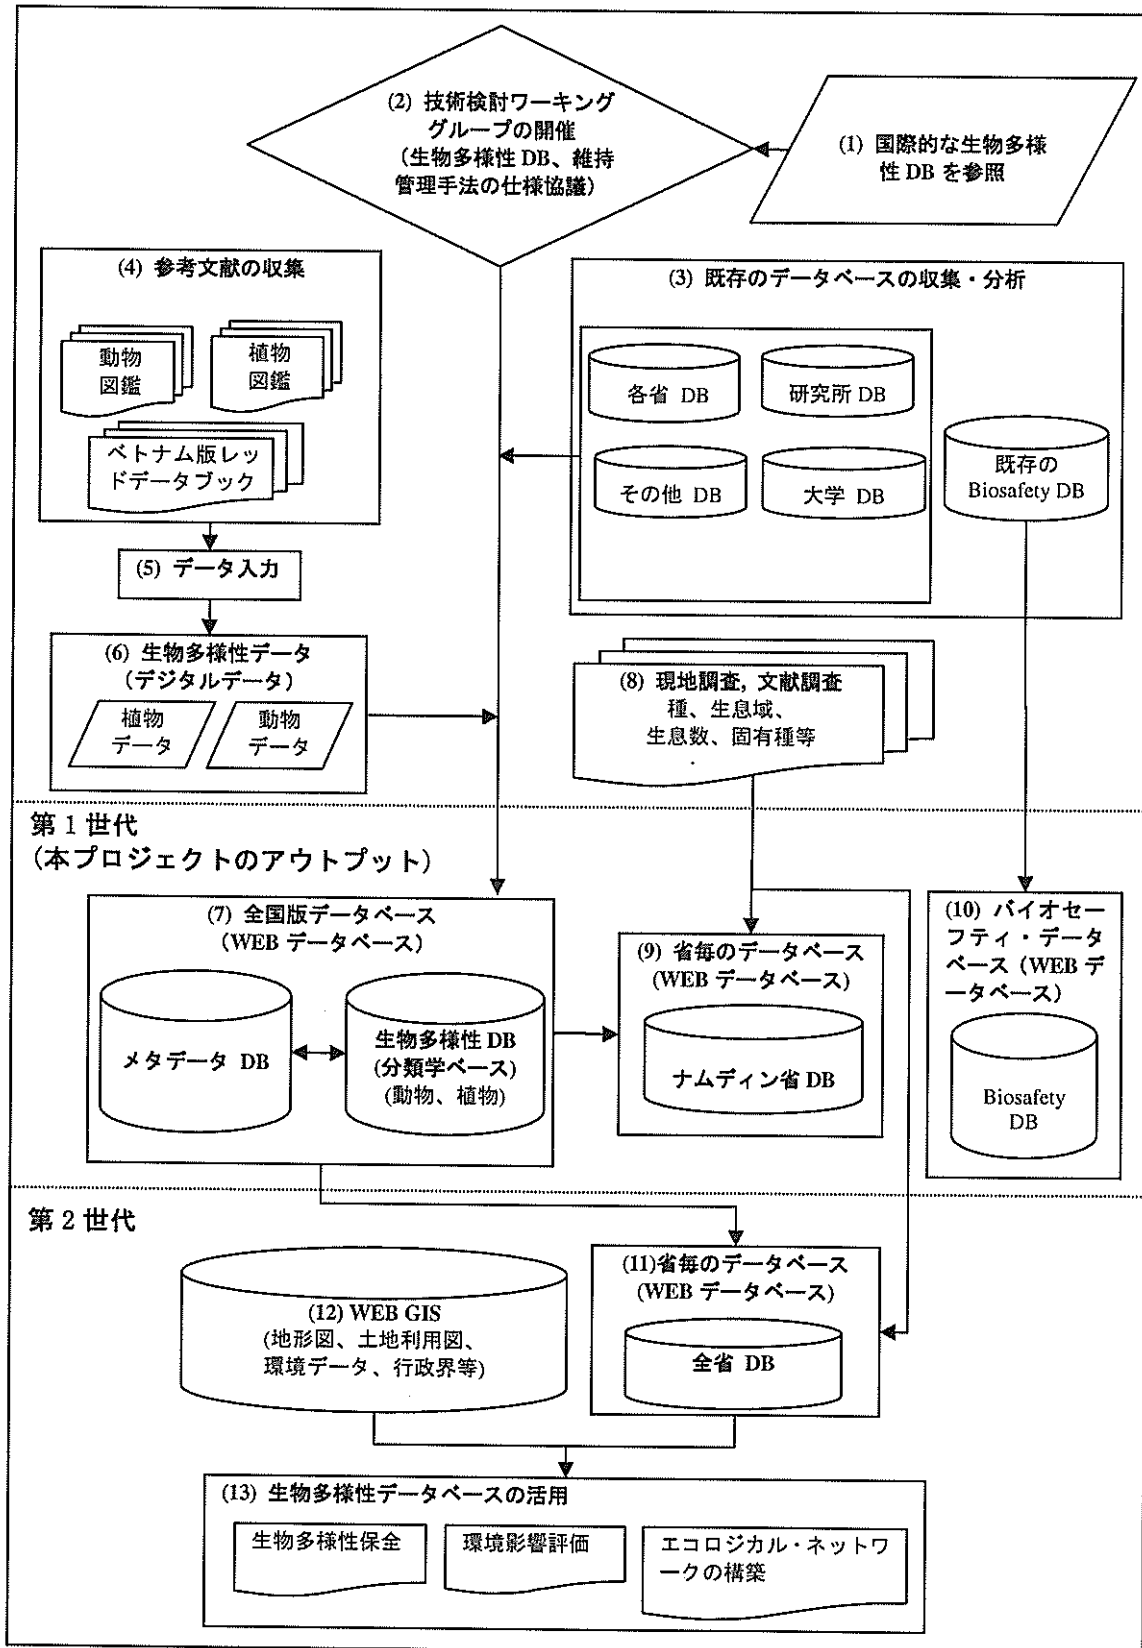 (2) 技術検討ワーキング
グループの開催
(生物多様性 DB、維持
管理手法の仕様協議)
(1) 国際的な生物多様
性 DB を参照
(4) 参考文献の収集
動物
図鑑
植物
図鑑
ベトナム版レッ
ドデータブック
(3) 既存のデータベースの収集・分析
各省 DB
研究所 DB
その他 DB
大学 DB
既存の
Biosafety DB
(5) データ入力
(6) 生物多様性データ
(デジタルデータ)
植物
データ
動物
データ
(8) 現地調査, 文献調査
種、生息域、
生息数、固有種等
第 1 世代
(本プロジェクトのアウトプット)
(7) 全国版データベース
(WEB データベース)
メタデータ DB
生物多様性 DB
(分類学ベース)
(動物、植物)
(9) 省毎のデータベース
(WEB データベース)
ナムディン省 DB
(10) バイオセー
フティ・データ
ベース (WEB デ
ータベース)
Biosafety
DB
第 2 世代
(12) WEB GIS
(地形図、土地利用図、
環境データ、行政界等)
(11)省毎のデータベース
(WEB データベース)
全省 DB
(13) 生物多様性データベースの活用
生物多様性保全
環境影響評価
エコロジカル・ネットワ
ークの構築